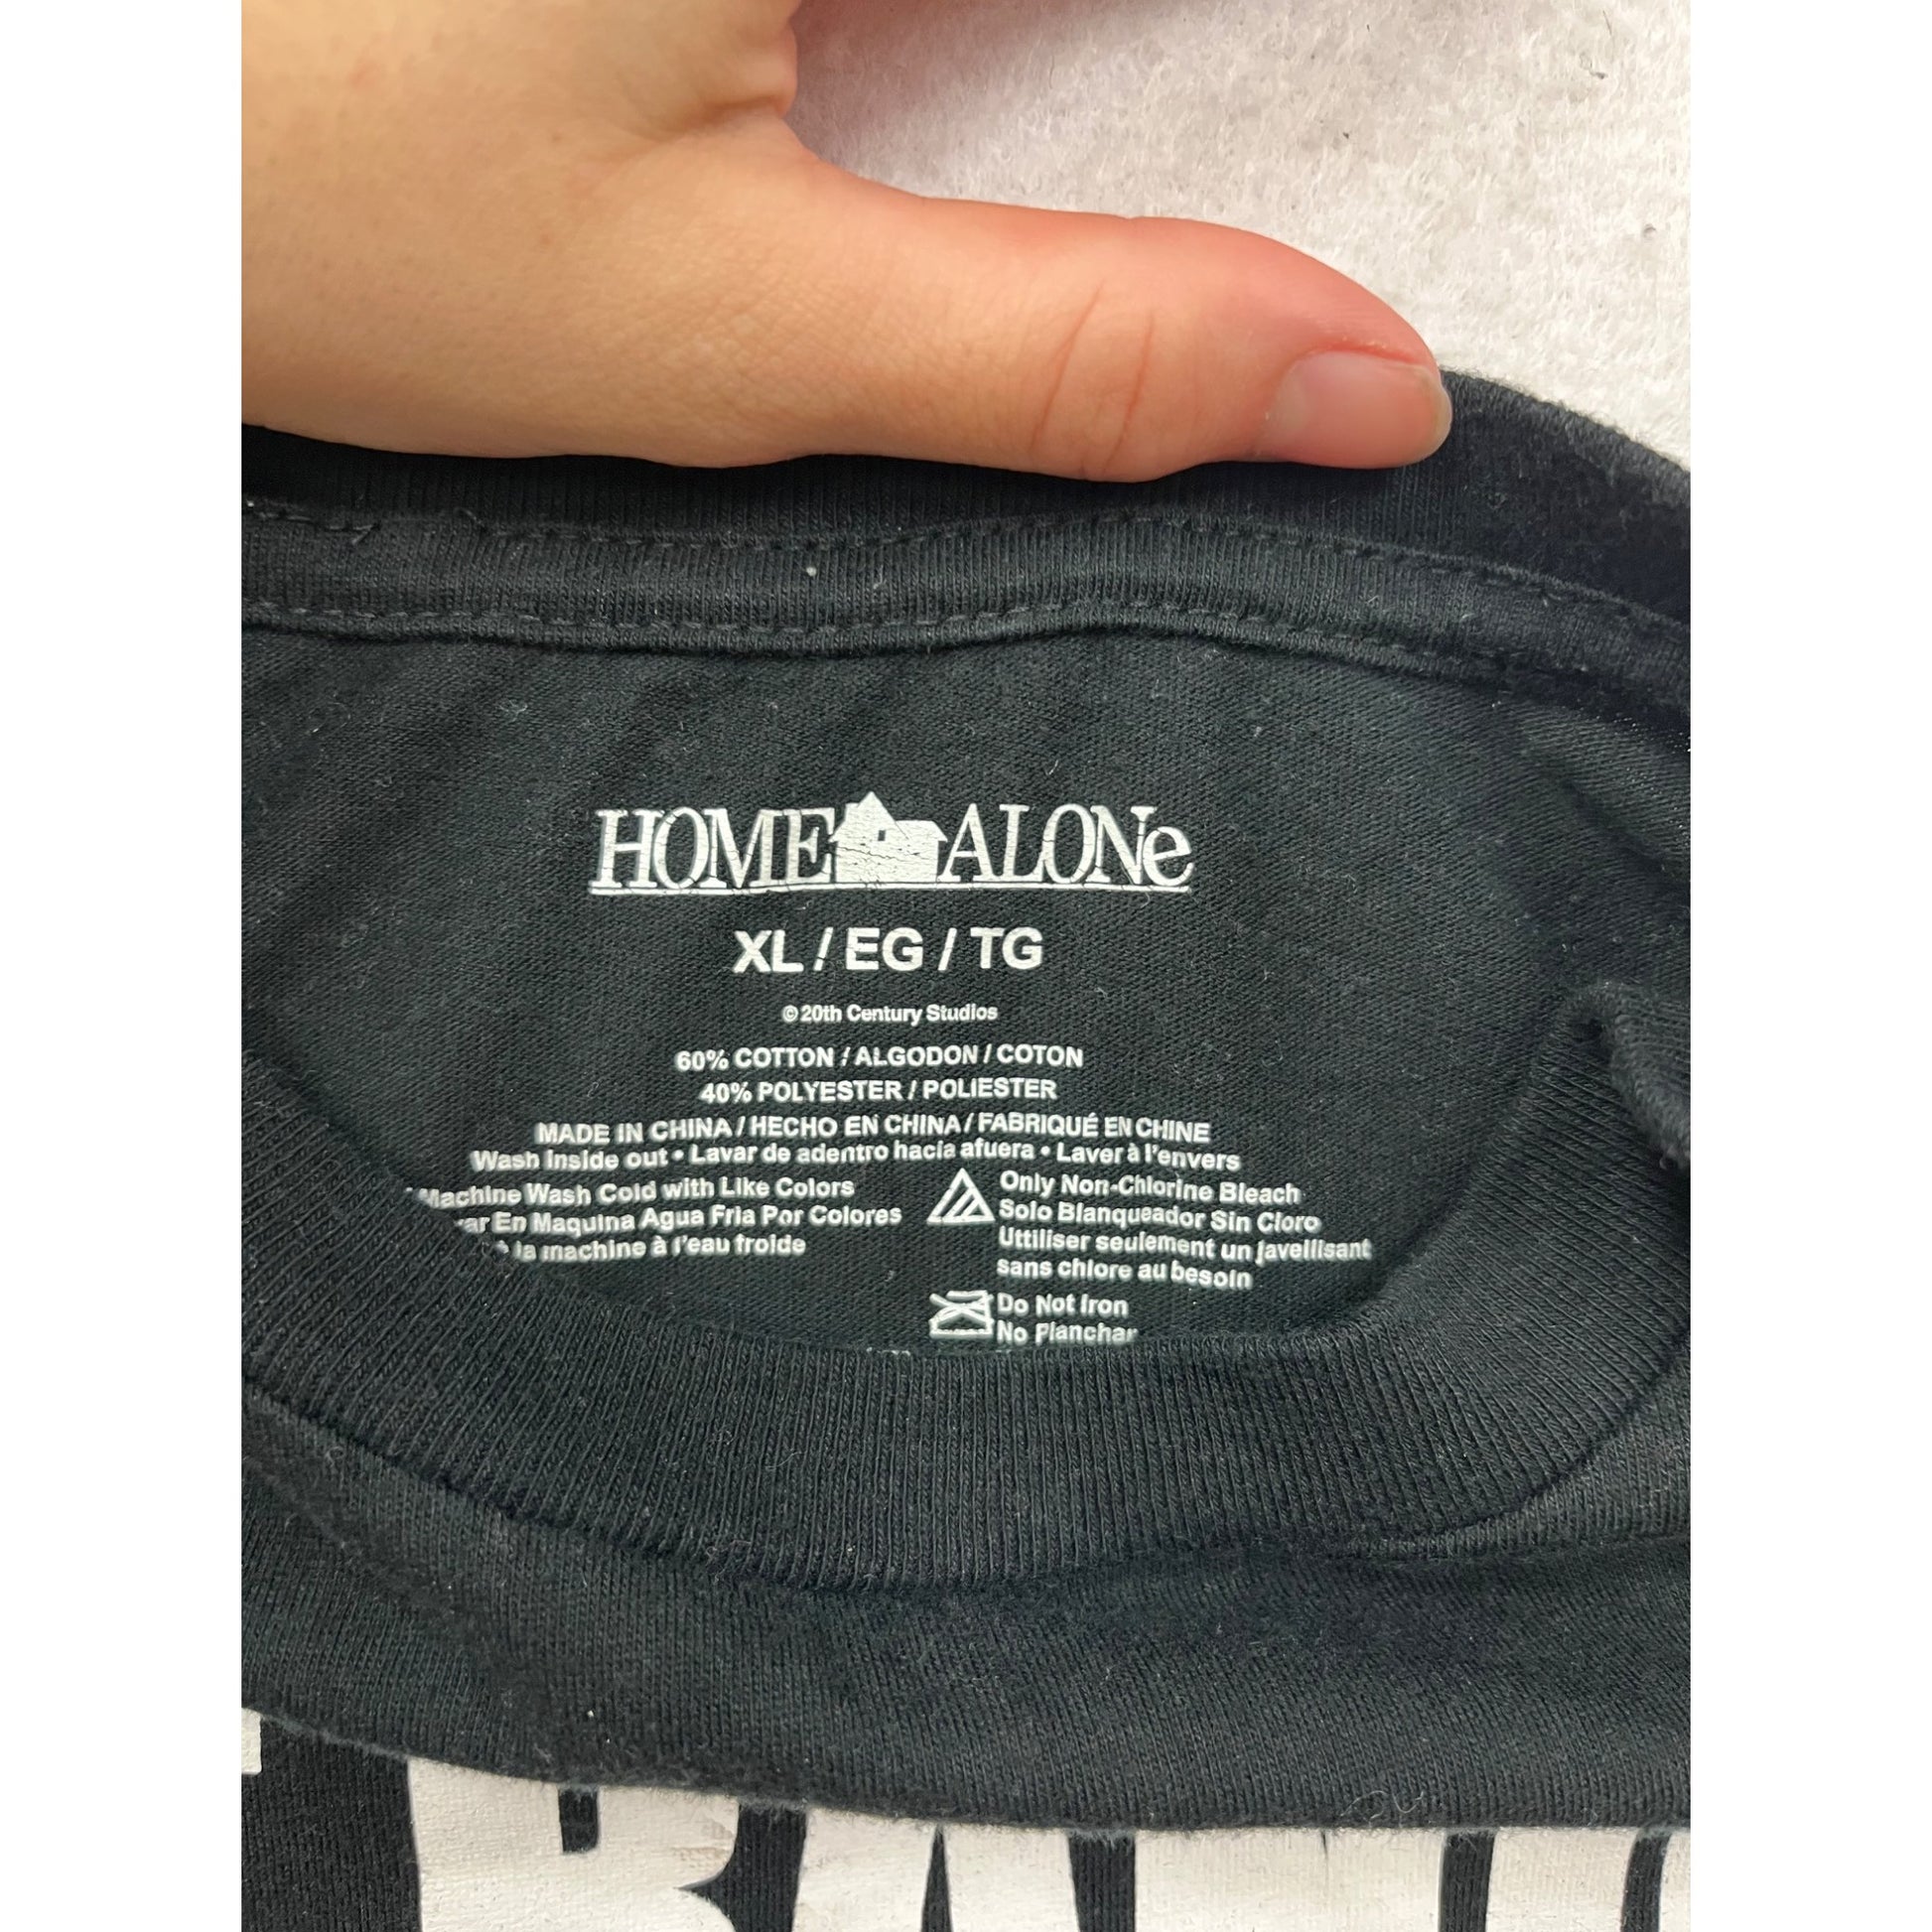 HOME ALONe
XL / EG / TG
© 20th Century Studios
60% COTTON / ALGODON / COTON
40% POLYESTER / POLIESTER
MADE IN CHINA / HECHO EN CHINA / FABRIQUÉ EN CHINE
Wash inside out • Lavar de adentro hacia afuera • Laver à l'envers
Machine Wash Cold with Like Colors
En Maquina Agua Fria Por Colores
la machine à l'eau froide
Only Non-Chlorine Bleach
Solo Blanqueador Sin Cloro
Uttiliser seulement un javellisant
sans chlore au besoin
Do Not Iron
No Planchar